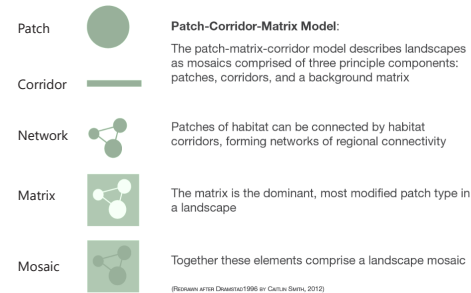 Patch
Patch-Corridor-Matrix Model:
The patch-matrix-corridor model describes landscapes
as mosaics comprised of three principle components:
patches, corridors, and a background matrix
Corridor
Network
Patches of habitat can be connected by habitat
corridors, forming networks of regional connectivity
Matrix
The matrix is the dominant, most modified patch type in
a landscape
Mosaic
Together these elements comprise a landscape mosaic
(Redrawn after Dramstad1996 by Caitlin Smith, 2012)